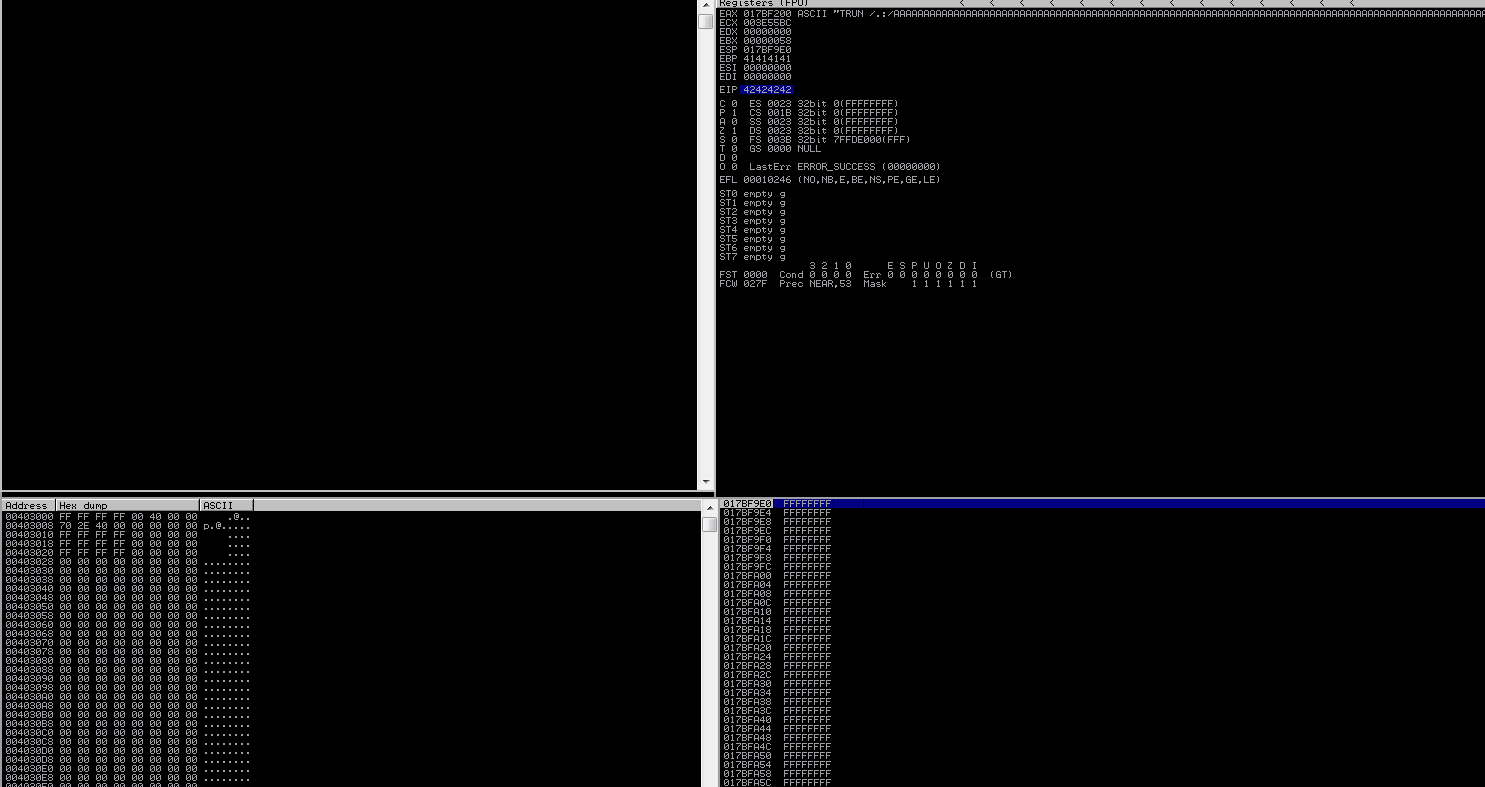 Registers (FPU) < < < < < < < < < < < < < <
EAX 017BF200 ASCII "TRUN /.:/AAAAAAAAAAAAAAAAAAAAAAAAAAAAAAAAAAAAAAAAAAAAAAAAAAAAAAAAAAAAAAAAAAAAAAAAAAAAAAAAAAAAAAAAAAA
ECX 003E55BC
EDX 00000000
EBX 00000058
ESP 017BF9E0
EBP 41414141
ESI 00000000
EDI 00000000
EIP 42424242
C 0 ES 0023 32bit 0(FFFFFFFF)
P 1 CS 001B 32bit 0(FFFFFFFF)
A 0 SS 0023 32bit 0(FFFFFFFF)
Z 1 DS 0023 32bit 0(FFFFFFFF)
S 0 FS 003B 32bit 7FFDE000(FFF)
T 0 GS 0000 NULL
D 0
O 0 LastErr ERROR_SUCCESS (00000000)
EFL 00010246 (NO,NB,E,BE,NS,PE,GE,LE)
ST0 empty g
ST1 empty g
ST2 empty g
ST3 empty g
ST4 empty g
ST5 empty g
ST6 empty g
ST7 empty g
3 2 1 0 E S P U O Z D I
FST 0000 Cond 0 0 0 0 Err 0 0 0 0 0 0 0 0 (GT)
FCW 027F Prec NEAR,53 Mask 1 1 1 1 1 1
Address Hex dump ASCII
00403000 FF FF FF FF 00 40 00 00 .@..
00403008 70 2E 40 00 00 00 00 00 p.@.....
00403010 FF FF FF FF 00 00 00 00 ....
00403018 FF FF FF FF 00 00 00 00 ....
00403020 FF FF FF FF 00 00 00 00 ....
00403028 00 00 00 00 00 00 00 00 ........
00403030 00 00 00 00 00 00 00 00 ........
00403038 00 00 00 00 00 00 00 00 ........
00403040 00 00 00 00 00 00 00 00 ........
00403048 00 00 00 00 00 00 00 00 ........
00403050 00 00 00 00 00 00 00 00 ........
00403058 00 00 00 00 00 00 00 00 ........
00403060 00 00 00 00 00 00 00 00 ........
00403068 00 00 00 00 00 00 00 00 ........
00403070 00 00 00 00 00 00 00 00 ........
00403078 00 00 00 00 00 00 00 00 ........
00403080 00 00 00 00 00 00 00 00 ........
00403088 00 00 00 00 00 00 00 00 ........
00403090 00 00 00 00 00 00 00 00 ........
00403098 00 00 00 00 00 00 00 00 ........
004030A0 00 00 00 00 00 00 00 00 ........
004030A8 00 00 00 00 00 00 00 00 ........
004030B0 00 00 00 00 00 00 00 00 ........
004030B8 00 00 00 00 00 00 00 00 ........
004030C0 00 00 00 00 00 00 00 00 ........
004030C8 00 00 00 00 00 00 00 00 ........
004030D0 00 00 00 00 00 00 00 00 ........
004030D8 00 00 00 00 00 00 00 00 ........
004030E0 00 00 00 00 00 00 00 00 ........
004030E8 00 00 00 00 00 00 00 00 ........
017BF9E0 FFFFFFFF
017BF9E4 FFFFFFFF
017BF9E8 FFFFFFFF
017BF9EC FFFFFFFF
017BF9F0 FFFFFFFF
017BF9F4 FFFFFFFF
017BF9F8 FFFFFFFF
017BF9FC FFFFFFFF
017BFA00 FFFFFFFF
017BFA04 FFFFFFFF
017BFA08 FFFFFFFF
017BFA0C FFFFFFFF
017BFA10 FFFFFFFF
017BFA14 FFFFFFFF
017BFA18 FFFFFFFF
017BFA1C FFFFFFFF
017BFA20 FFFFFFFF
017BFA24 FFFFFFFF
017BFA28 FFFFFFFF
017BFA2C FFFFFFFF
017BFA30 FFFFFFFF
017BFA34 FFFFFFFF
017BFA38 FFFFFFFF
017BFA3C FFFFFFFF
017BFA40 FFFFFFFF
017BFA44 FFFFFFFF
017BFA48 FFFFFFFF
017BFA4C FFFFFFFF
017BFA50 FFFFFFFF
017BFA54 FFFFFFFF
017BFA58 FFFFFFFF
017BFA5C FFFFFFFF